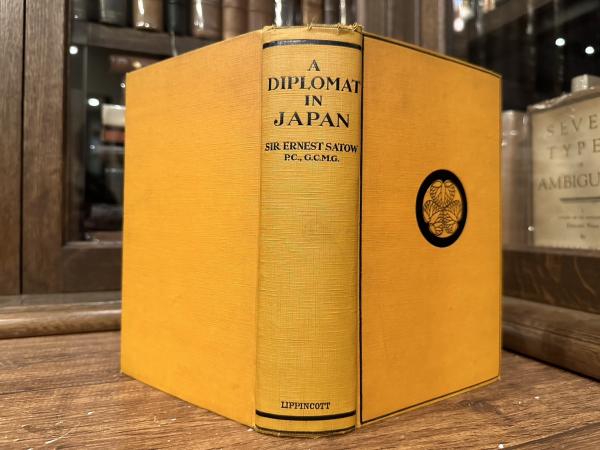 A
DIPLOMAT
IN
JAPAN
SIR ERNEST SATOW
P.C., G.C.M.G.
LIPPINCOTT
SEVE
TYPE
AMBIGU